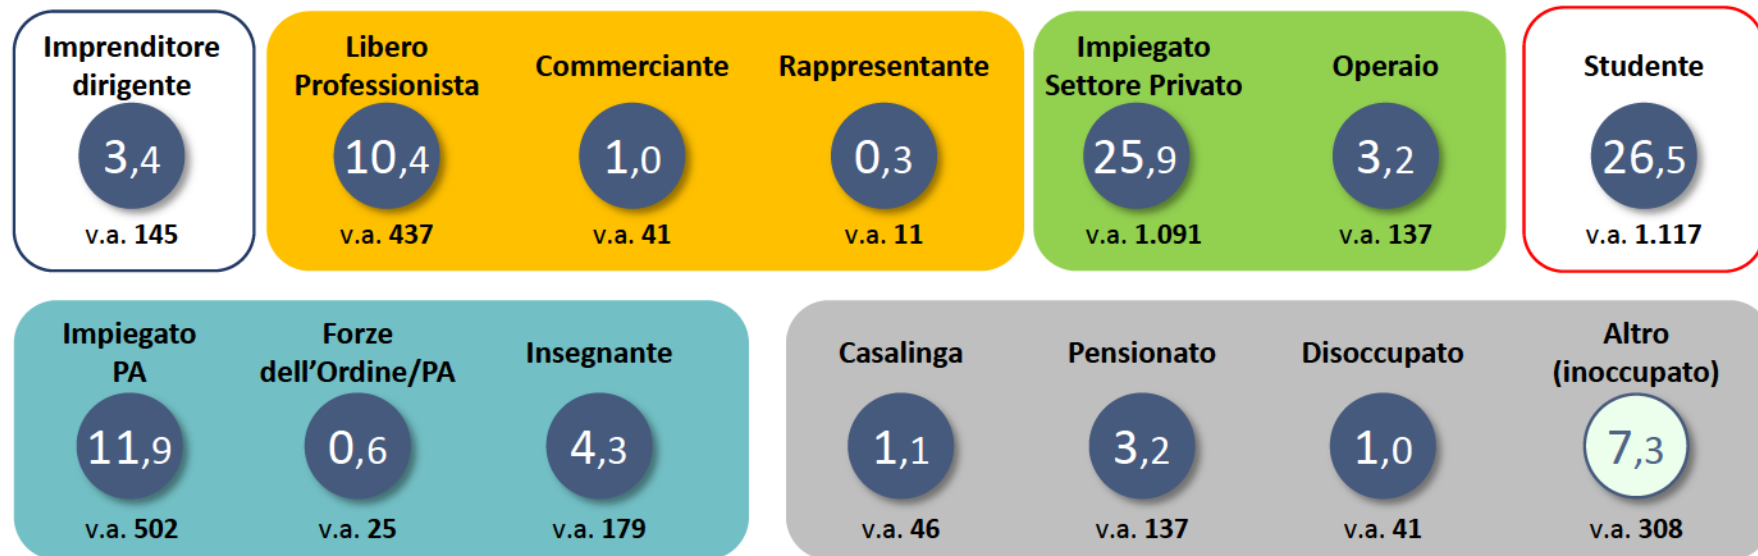 Imprenditore
dirigente
3,4
v.a. 145
Libero
Professionista
10,4
v.a. 437
Commerciante
1,0
v.a. 41
Rappresentante
0,3
v.a. 11
Impiegato
Settore Privato
25,9
v.a. 1.091
Operaio
3,2
v.a. 137
Studente
26,5
v.a. 1.117
Impiegato
PA
11,9
v.a. 502
Forze
dell'Ordine/PA
0,6
v.a. 25
Insegnante
4,3
v.a. 179
Casalinga
1,1
v.a. 46
Pensionato
3,2
v.a. 137
Disoccupato
1,0
v.a. 41
Altro
(inoccupato)
7,3
v.a. 308